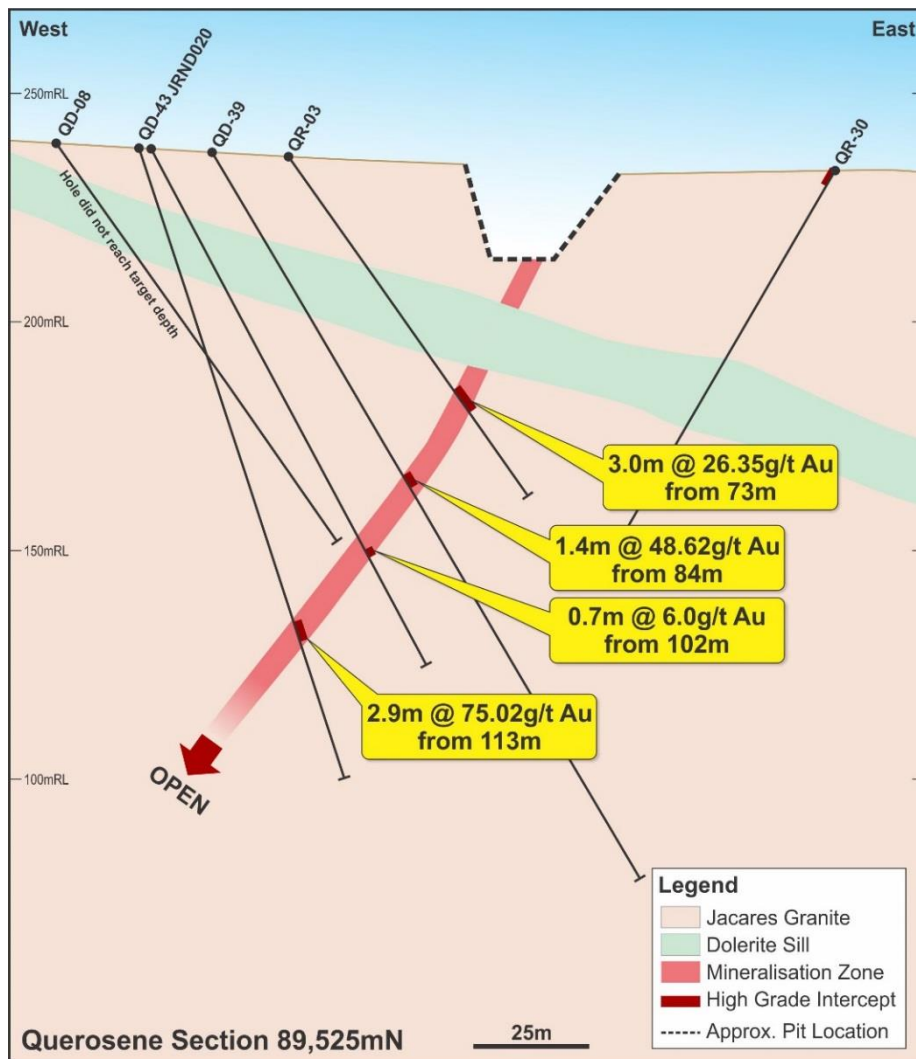 West
East
250mRL
QD-08
QD-43
JRND020
QD-39
QR-03
QR-30
Hole did not reach target depth
200mRL
3.0m @ 26.35g/t Au
from 73m
1.4m @ 48.62g/t Au
from 84m
150mRL
0.7m @ 6.0g/t Au
from 102m
2.9m @ 75.02g/t Au
from 113m
100mRL
OPEN
Legend
Jacares Granite
Dolerite Sill
Mineralisation Zone
High Grade Intercept
Approx. Pit Location
Querosene Section 89,525mN
25m